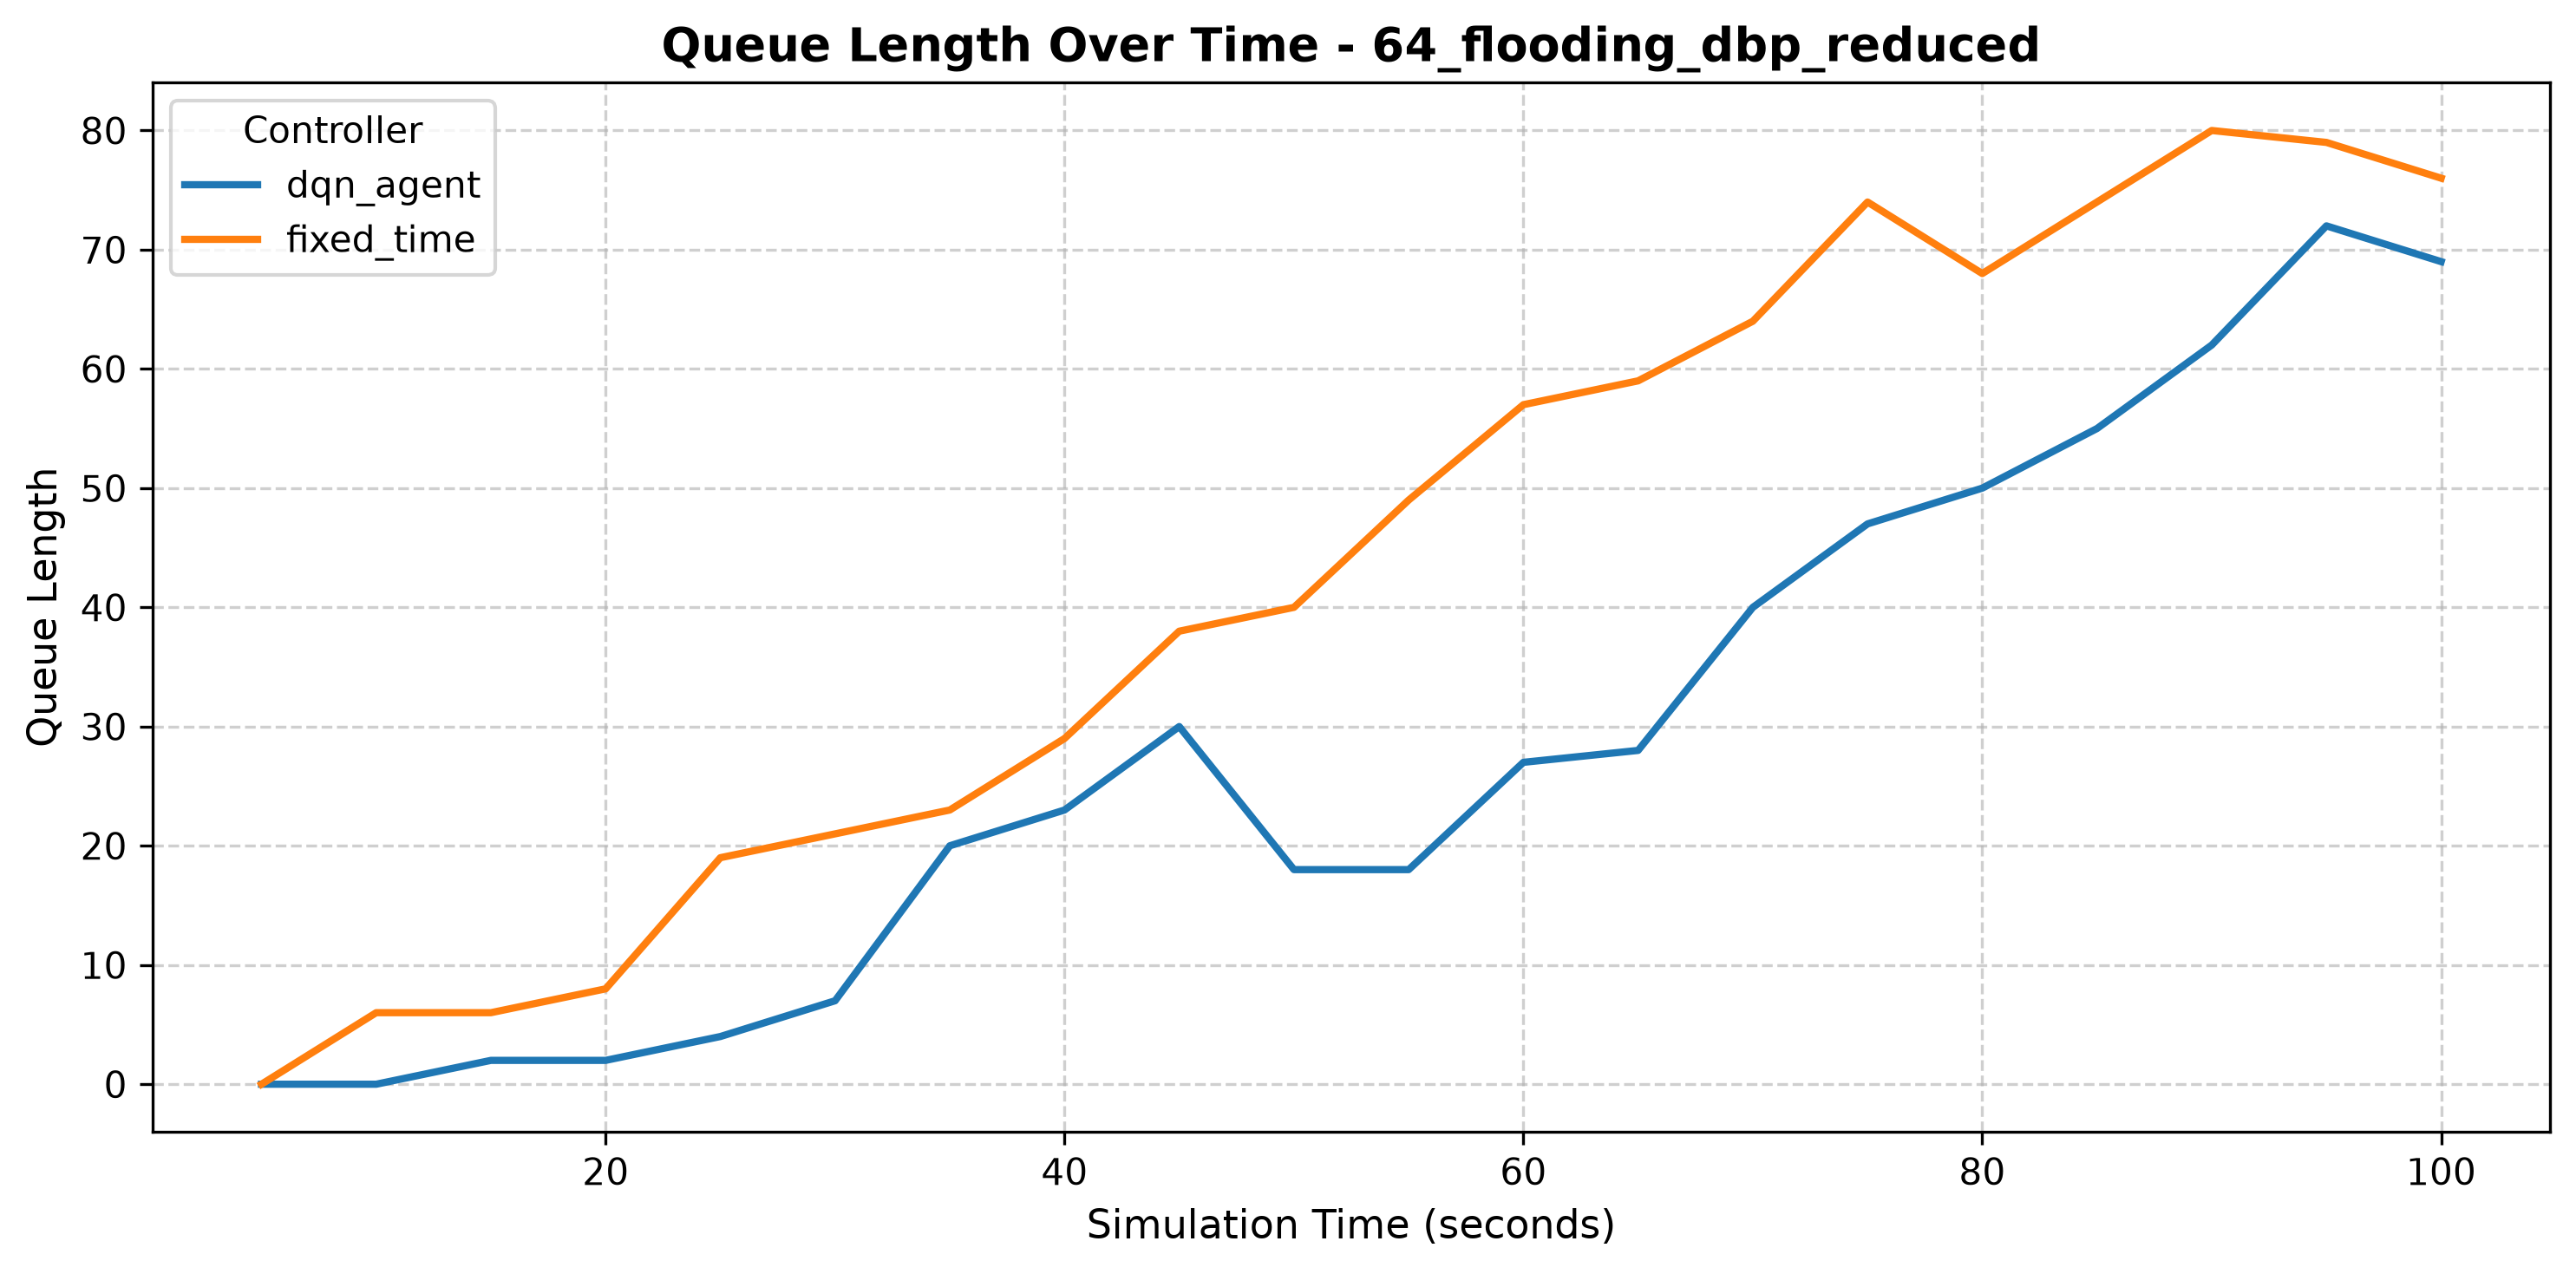 Queue Length Over Time - 64_flooding_dbp_reduced
Controller
dqn_agent
fixed_time
Queue Length
80
70
60
50
40
30
20
10
0
20 40 60 80 100
Simulation Time (seconds)